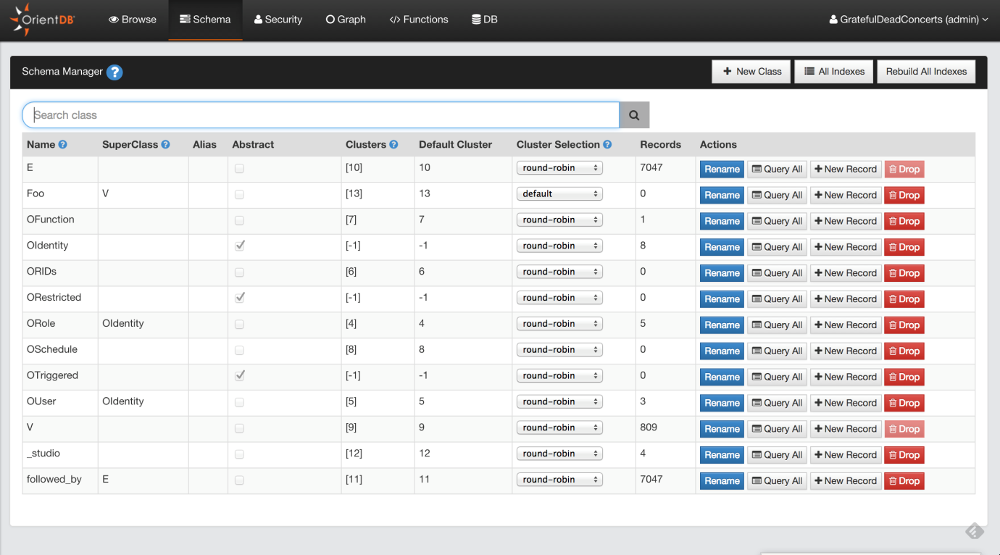 OrientDB Browse Schema Security Graph Functions DB GratefulDeadConcerts (admin)
Schema Manager ? + New Class All Indexes Rebuild All Indexes
Search class
Name ? SuperClass ? Alias Abstract Clusters ? Default Cluster Cluster Selection ? Records Actions
E [10] 10 round-robin 7047 Rename Query All + New Record Drop
Foo V [13] 13 default 0 Rename Query All + New Record Drop
OFunction [7] 7 round-robin 1 Rename Query All + New Record Drop
OIdentity [-1] -1 round-robin 8 Rename Query All + New Record Drop
ORIDs [6] 6 round-robin 0 Rename Query All + New Record Drop
ORestricted [-1] -1 round-robin 0 Rename Query All + New Record Drop
ORole OIdentity [4] 4 round-robin 5 Rename Query All + New Record Drop
OSchedule [8] 8 round-robin 0 Rename Query All + New Record Drop
OTriggered [-1] -1 round-robin 0 Rename Query All + New Record Drop
OUser OIdentity [5] 5 round-robin 3 Rename Query All + New Record Drop
V [9] 9 round-robin 809 Rename Query All + New Record Drop
_studio [12] 12 round-robin 4 Rename Query All + New Record Drop
followed_by E [11] 11 round-robin 7047 Rename Query All + New Record Drop